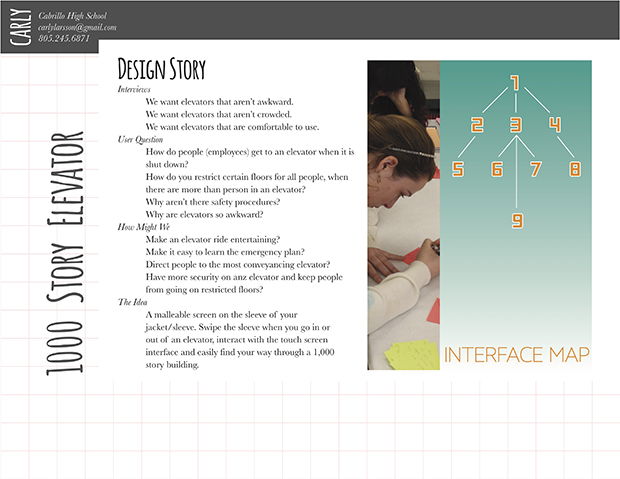 CARLY
Cabrillo High School
carlylarsson@gmail.com
805.245.6871
1000 Story Elevator
Design Story
Interviews
We want elevators that aren't awkward.
We want elevators that aren't crowded.
We want elevators that are comfortable to use.
User Question
How do people (employees) get to an elevator when it is
shut down?
How do you restrict certain floors for all people, when
there are more than person in an elevator?
Why aren't there safety procedures?
Why are elevators so awkward?
How Might We
Make an elevator ride entertaining?
Make it easy to learn the emergency plan?
Direct people to the most conveyancing elevator?
Have more security on anz elevator and keep people
from going on restricted floors?
The Idea
A malleable screen on the sleeve of your
jacket/sleeve. Swipe the sleeve when you go in or
out of an elevator, interact with the touch screen
interface and easily find your way through a 1,000
story building.
1
2 3 4
5 6 7 8
9
INTERFACE MAP